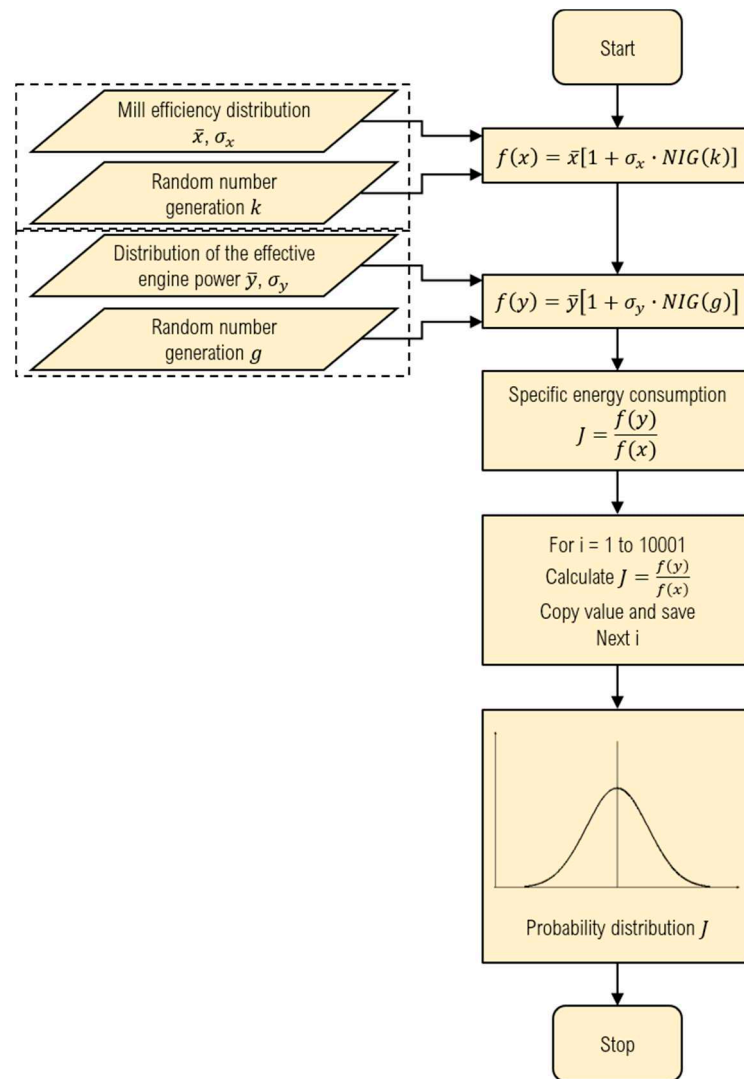 Start
Mill efficiency distribution
x̄, σₓ
f(x) = x̄[1 + σₓ · NIG(k)]
Random number
generation k
Distribution of the effective
engine power ȳ, σ_y
f(y) = ȳ[1 + σ_y · NIG(g)]
Random number
generation g
Specific energy consumption
J = f(y)/f(x)
For i = 1 to 10001
Calculate J = f(y)/f(x)
Copy value and save
Next i
Probability distribution J
Stop